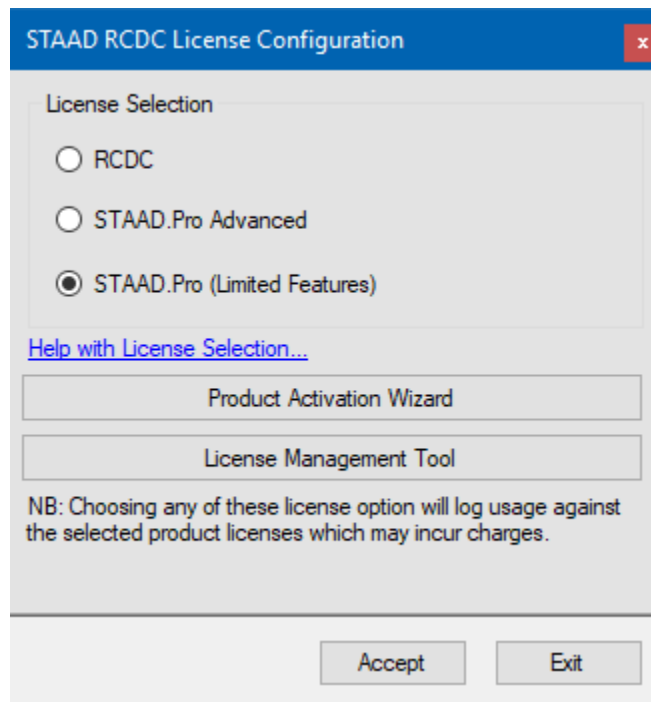 STAAD RCDC License Configuration
x
License Selection
RCDC
STAAD.Pro Advanced
STAAD.Pro (Limited Features)
Help with License Selection...
Product Activation Wizard
License Management Tool
NB: Choosing any of these license option will log usage against
the selected product licenses which may incur charges.
Accept
Exit